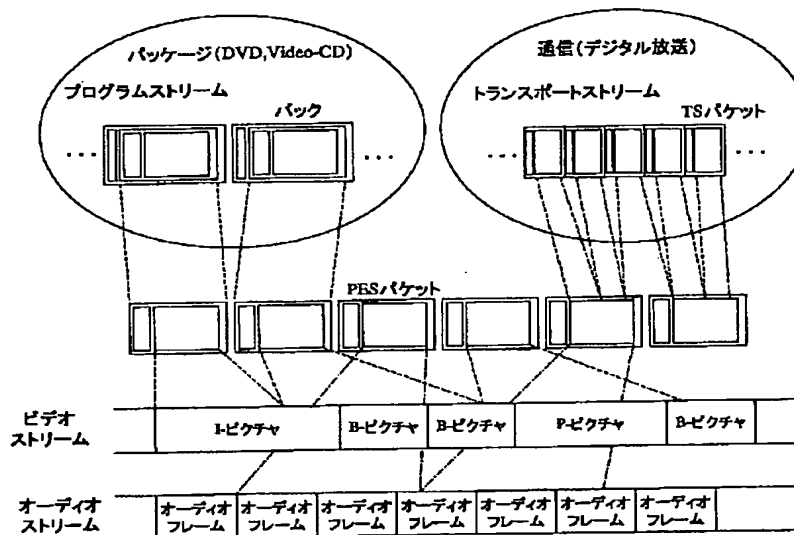 パッケージ(DVD,Video-CD)
プログラムストリーム
パック
...
...
通信(デジタル放送)
トランスポートストリーム
TSパケット
...
...
PESパケット
ビデオ
ストリーム
I-ピクチャ
B-ピクチャ
B-ピクチャ
P-ピクチャ
B-ピクチャ
オーディオ
ストリーム
オーディオ
フレーム
オーディオ
フレーム
オーディオ
フレーム
オーディオ
フレーム
オーディオ
フレーム
オーディオ
フレーム
オーディオ
フレーム